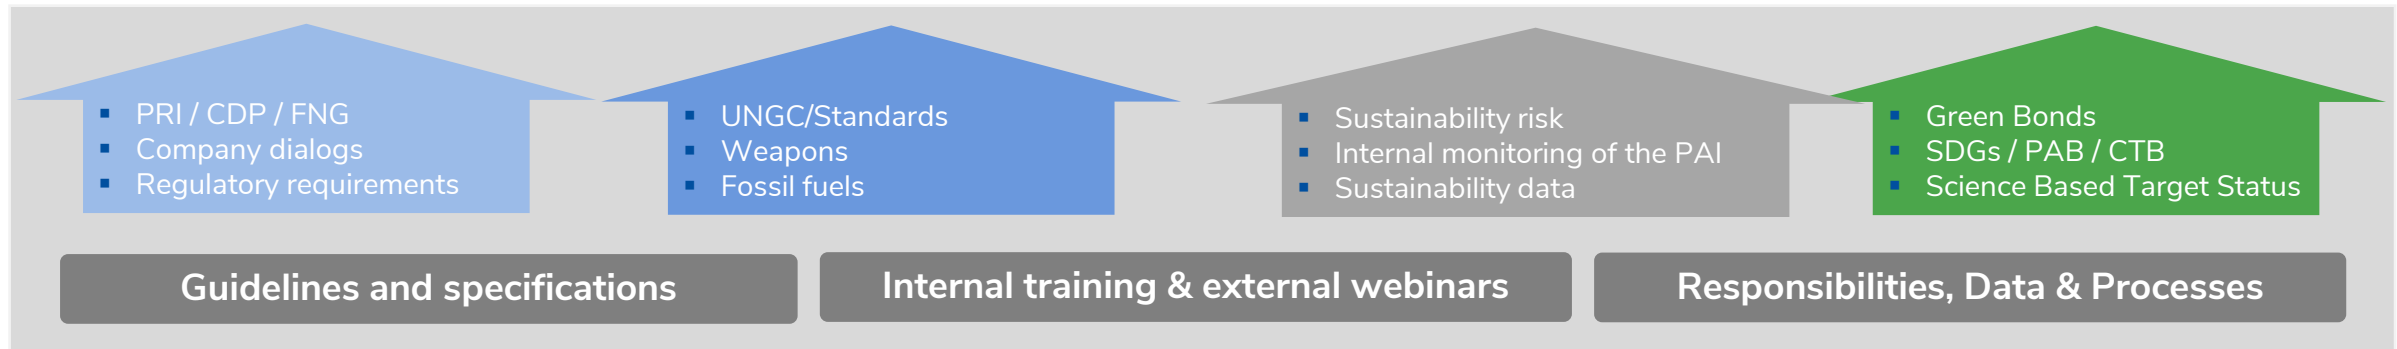 PRI / CDP / FNG
Company dialogs
Regulatory requirements
UNGC/Standards
Weapons
Fossil fuels
Sustainability risk
Internal monitoring of the PAI
Sustainability data
Green Bonds
SDGs / PAB / CTB
Science Based Target Status
Guidelines and specifications
Internal training & external webinars
Responsibilities, Data & Processes